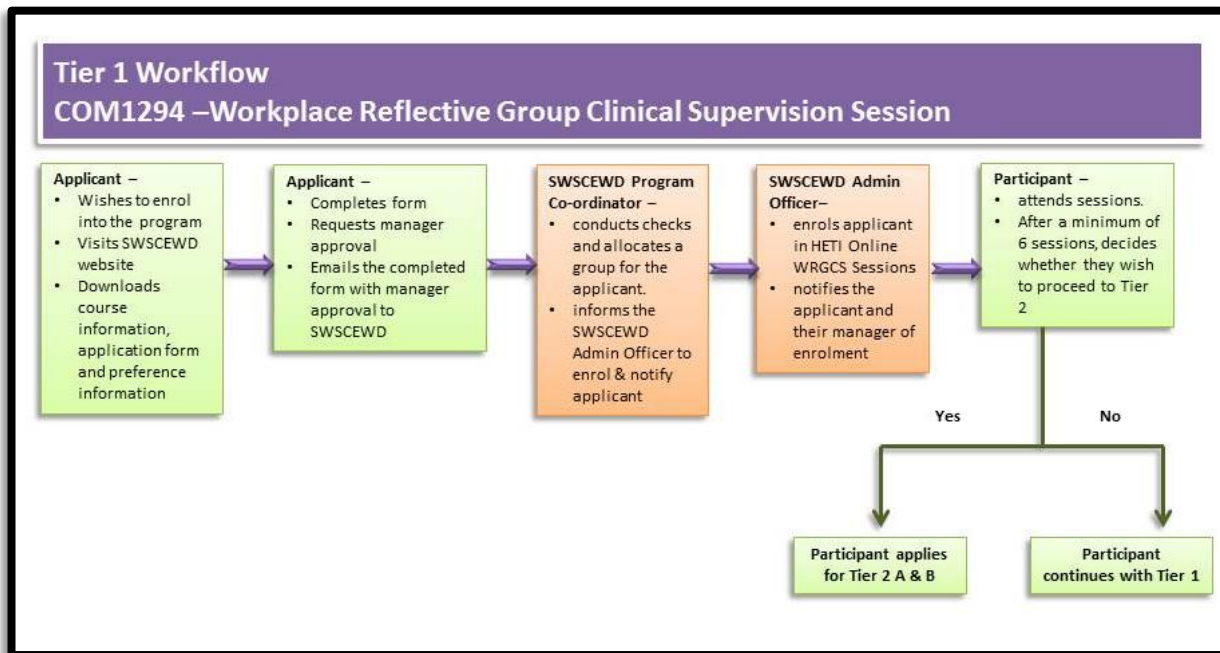 Tier 1 Workflow
COM1294 –Workplace Reflective Group Clinical Supervision Session
Applicant –
• Wishes to enrol
into the program
• Visits SWSCEWD
website
• Downloads
course
information,
application form
and preference
information
Applicant –
• Completes form
• Requests manager
approval
• Emails the completed
form with manager
approval to
SWSCEWD
SWSCEWD Program
Co-ordinator –
• conducts checks
and allocates a
group for the
applicant.
• informs the
SWSCEWD
Admin Officer to
enrol & notify
applicant
SWSCEWD Admin
Officer–
• enrols applicant
in HETI Online
WRGCS Sessions
• notifies the
applicant and
their manager of
enrolment
Participant –
• attends sessions.
• After a minimum of
6 sessions, decides
whether they wish
to proceed to Tier
2
Yes
No
Participant applies
for Tier 2 A & B
Participant
continues with Tier 1